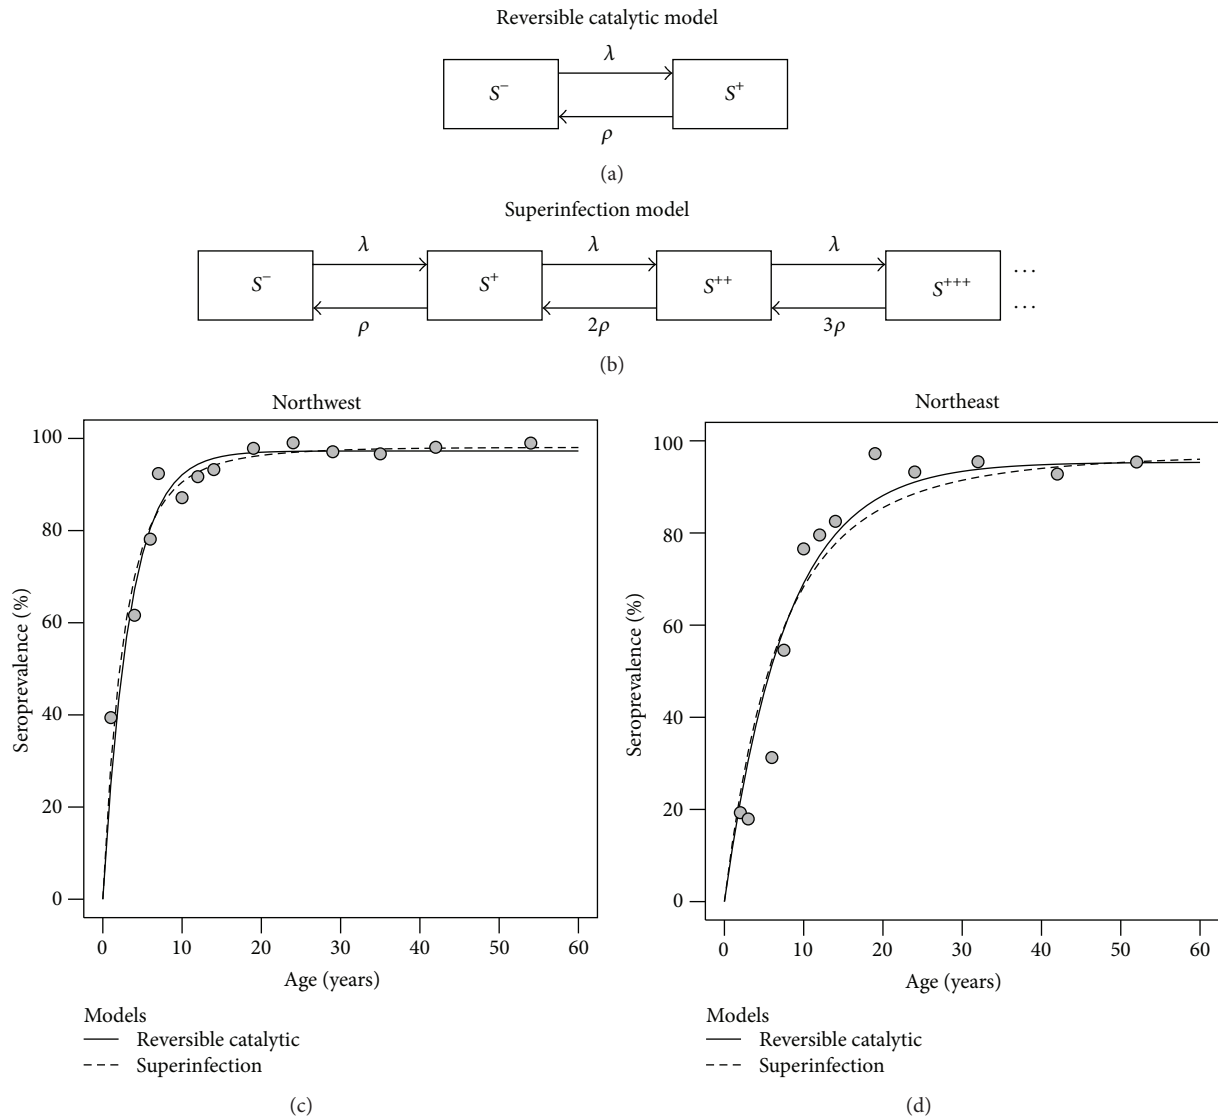 Reversible catalytic model
λ
S⁻ S⁺
ρ
(a)
Superinfection model
λ λ λ
S⁻ S⁺ S⁺⁺ S⁺⁺⁺ ...
...
ρ 2ρ 3ρ
(b)
Northwest
100
80
60
40
20
0
Seroprevalence (%)
0 10 20 30 40 50 60
Age (years)
Models
Reversible catalytic
Superinfection
(c)
Northeast
100
80
60
40
20
0
Seroprevalence (%)
0 10 20 30 40 50 60
Age (years)
Models
Reversible catalytic
Superinfection
(d)